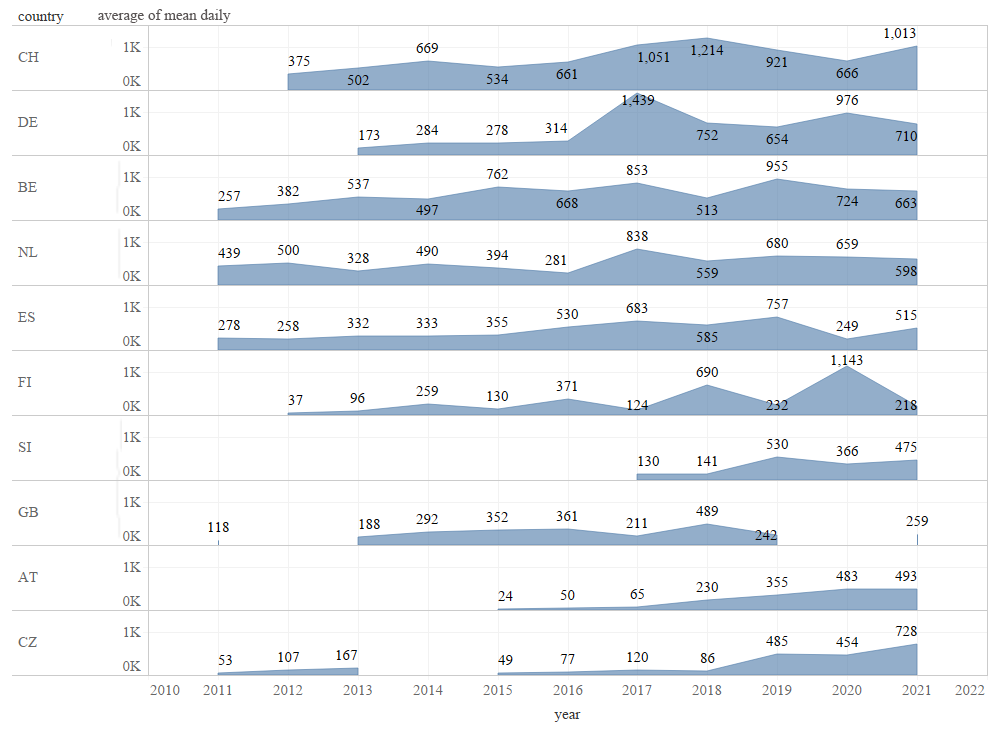 country average of mean daily
CH 1K 0K 375 502 669 534 661 1,051 1,214 921 666 1,013
DE 1K 0K 173 284 278 314 1,439 752 654 976 710
BE 1K 0K 257 382 537 497 762 668 853 513 955 724 663
NL 1K 0K 439 500 328 490 394 281 838 559 680 659 598
ES 1K 0K 278 258 332 333 355 530 683 585 757 249 515
FI 1K 0K 37 96 259 130 371 124 690 232 1,143 218
SI 1K 0K 130 141 530 366 475
GB 1K 0K 118 188 292 352 361 211 489 242 259
AT 1K 0K 24 50 65 230 355 483 493
CZ 1K 0K 53 107 167 49 77 120 86 485 454 728
2010 2011 2012 2013 2014 2015 2016 2017 2018 2019 2020 2021 2022
year